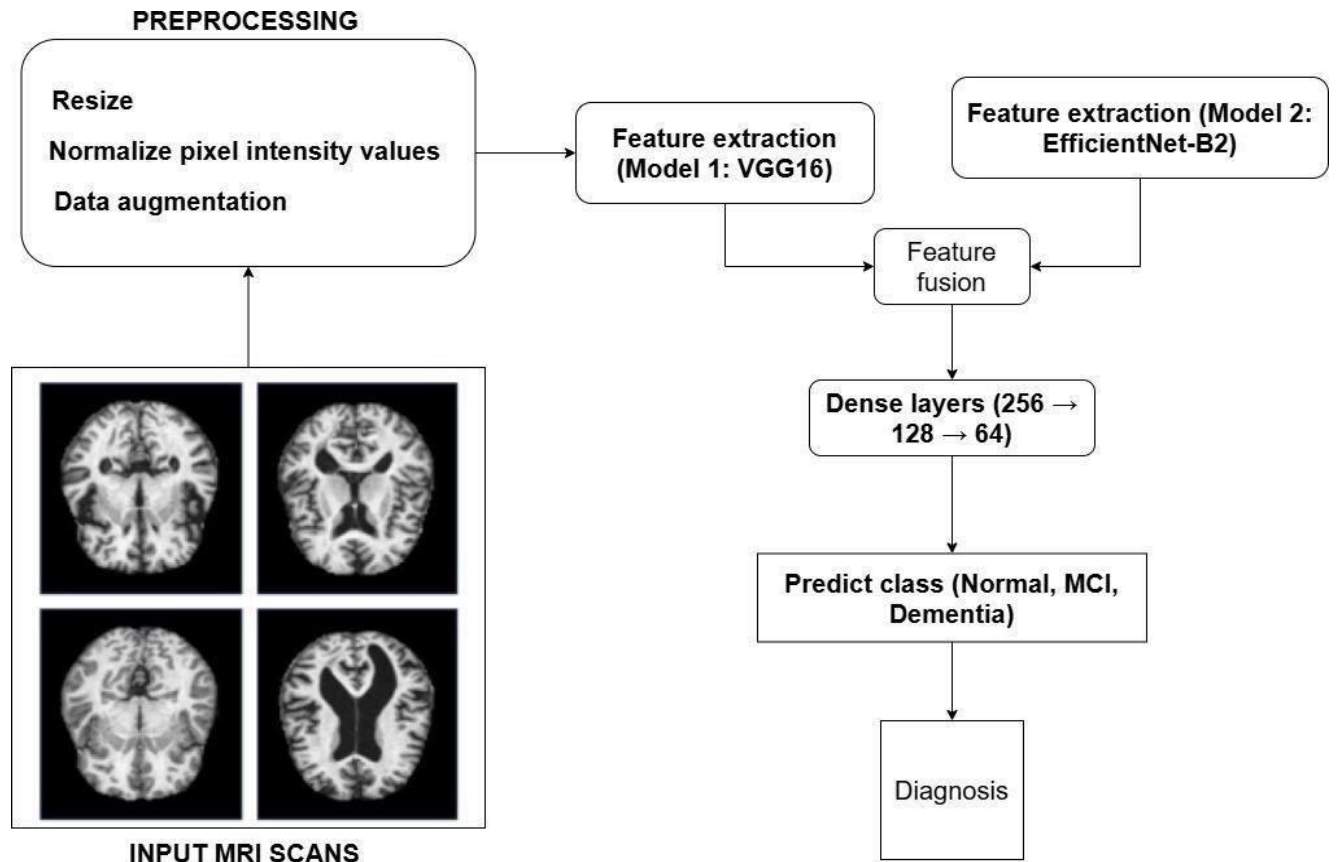 PREPROCESSING
Resize
Normalize pixel intensity values
Data augmentation
Feature extraction
(Model 1: VGG16)
Feature extraction (Model 2:
EfficientNet-B2)
Feature
fusion
Dense layers (256 →
128 → 64)
Predict class (Normal, MCI,
Dementia)
Diagnosis
INPUT MRI SCANS